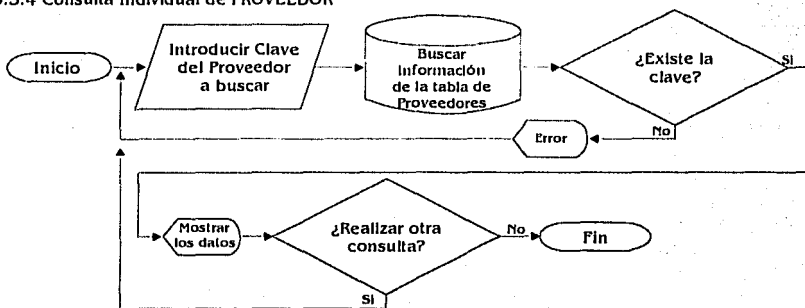 .3.4 Consulta Individual de PROVEEDOR
Inicio
Introducir Clave
del Proveedor
a buscar
Buscar
Información
de la tabla de
Proveedores
¿Existe la
clave?
Si
No
Error
Mostrar
los datos
¿Realizar otra
consulta?
No
Fin
Si